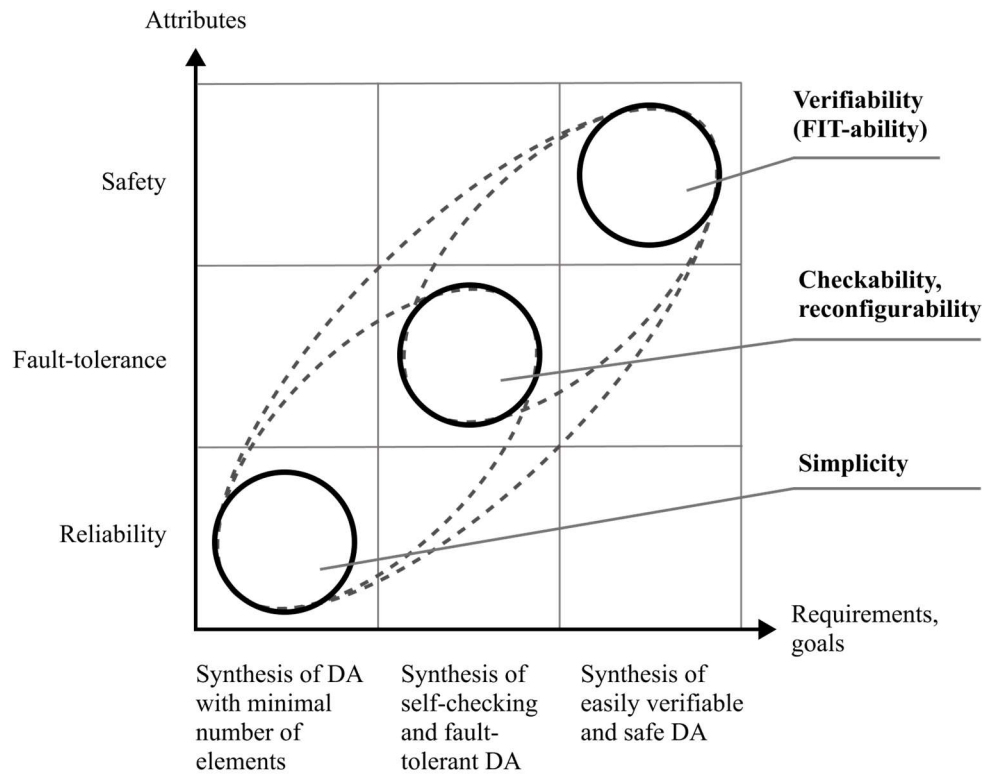 Attributes
Verifiability
(FIT-ability)
Safety
Checkability,
reconfigurability
Fault-tolerance
Simplicity
Reliability
Requirements,
goals
Synthesis of DA
with minimal
number of
elements
Synthesis of
self-checking
and fault-
tolerant DA
Synthesis of
easily verifiable
and safe DA